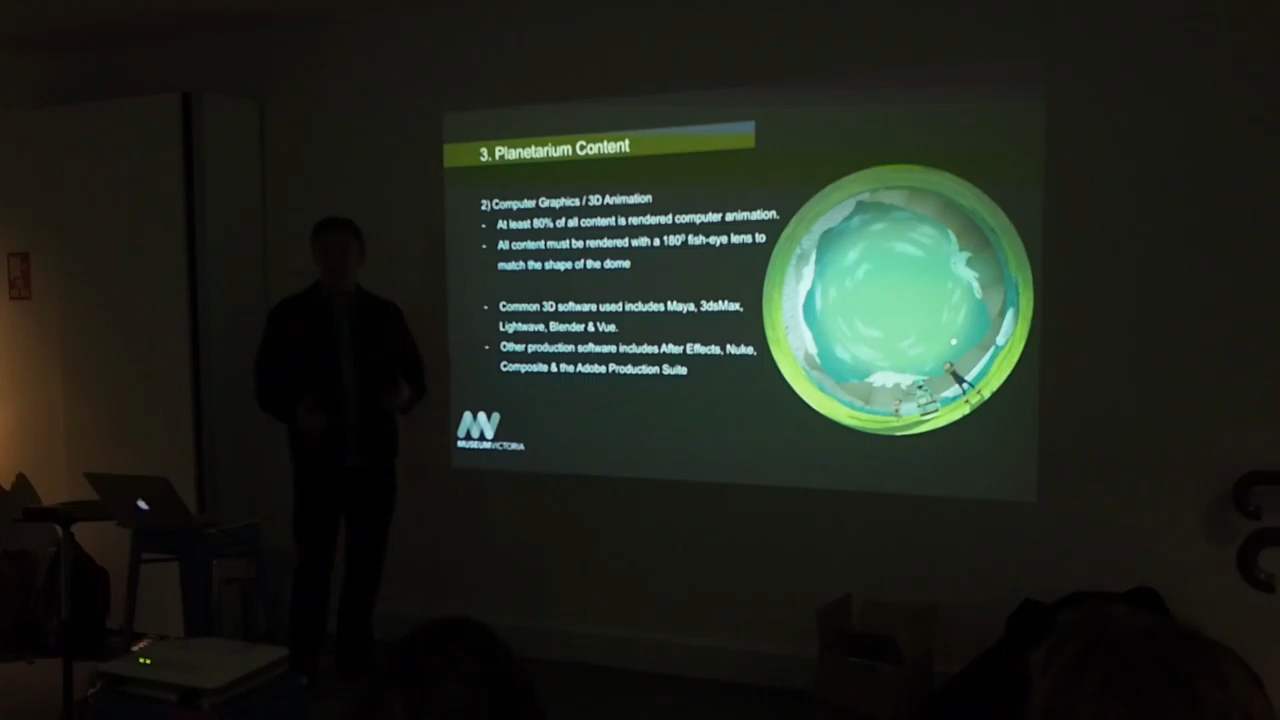 3. Planetarium Content
2) Computer Graphics / 3D Animation
- At least 80% of all content is rendered computer animation.
- All content must be rendered with a 180⁰ fish-eye lens to
match the shape of the dome
- Common 3D software used includes Maya, 3dsMax,
Lightwave, Blender & Vue.
- Other production software includes After Effects, Nuke,
Composite & the Adobe Production Suite
MUSEUMVICTORIA